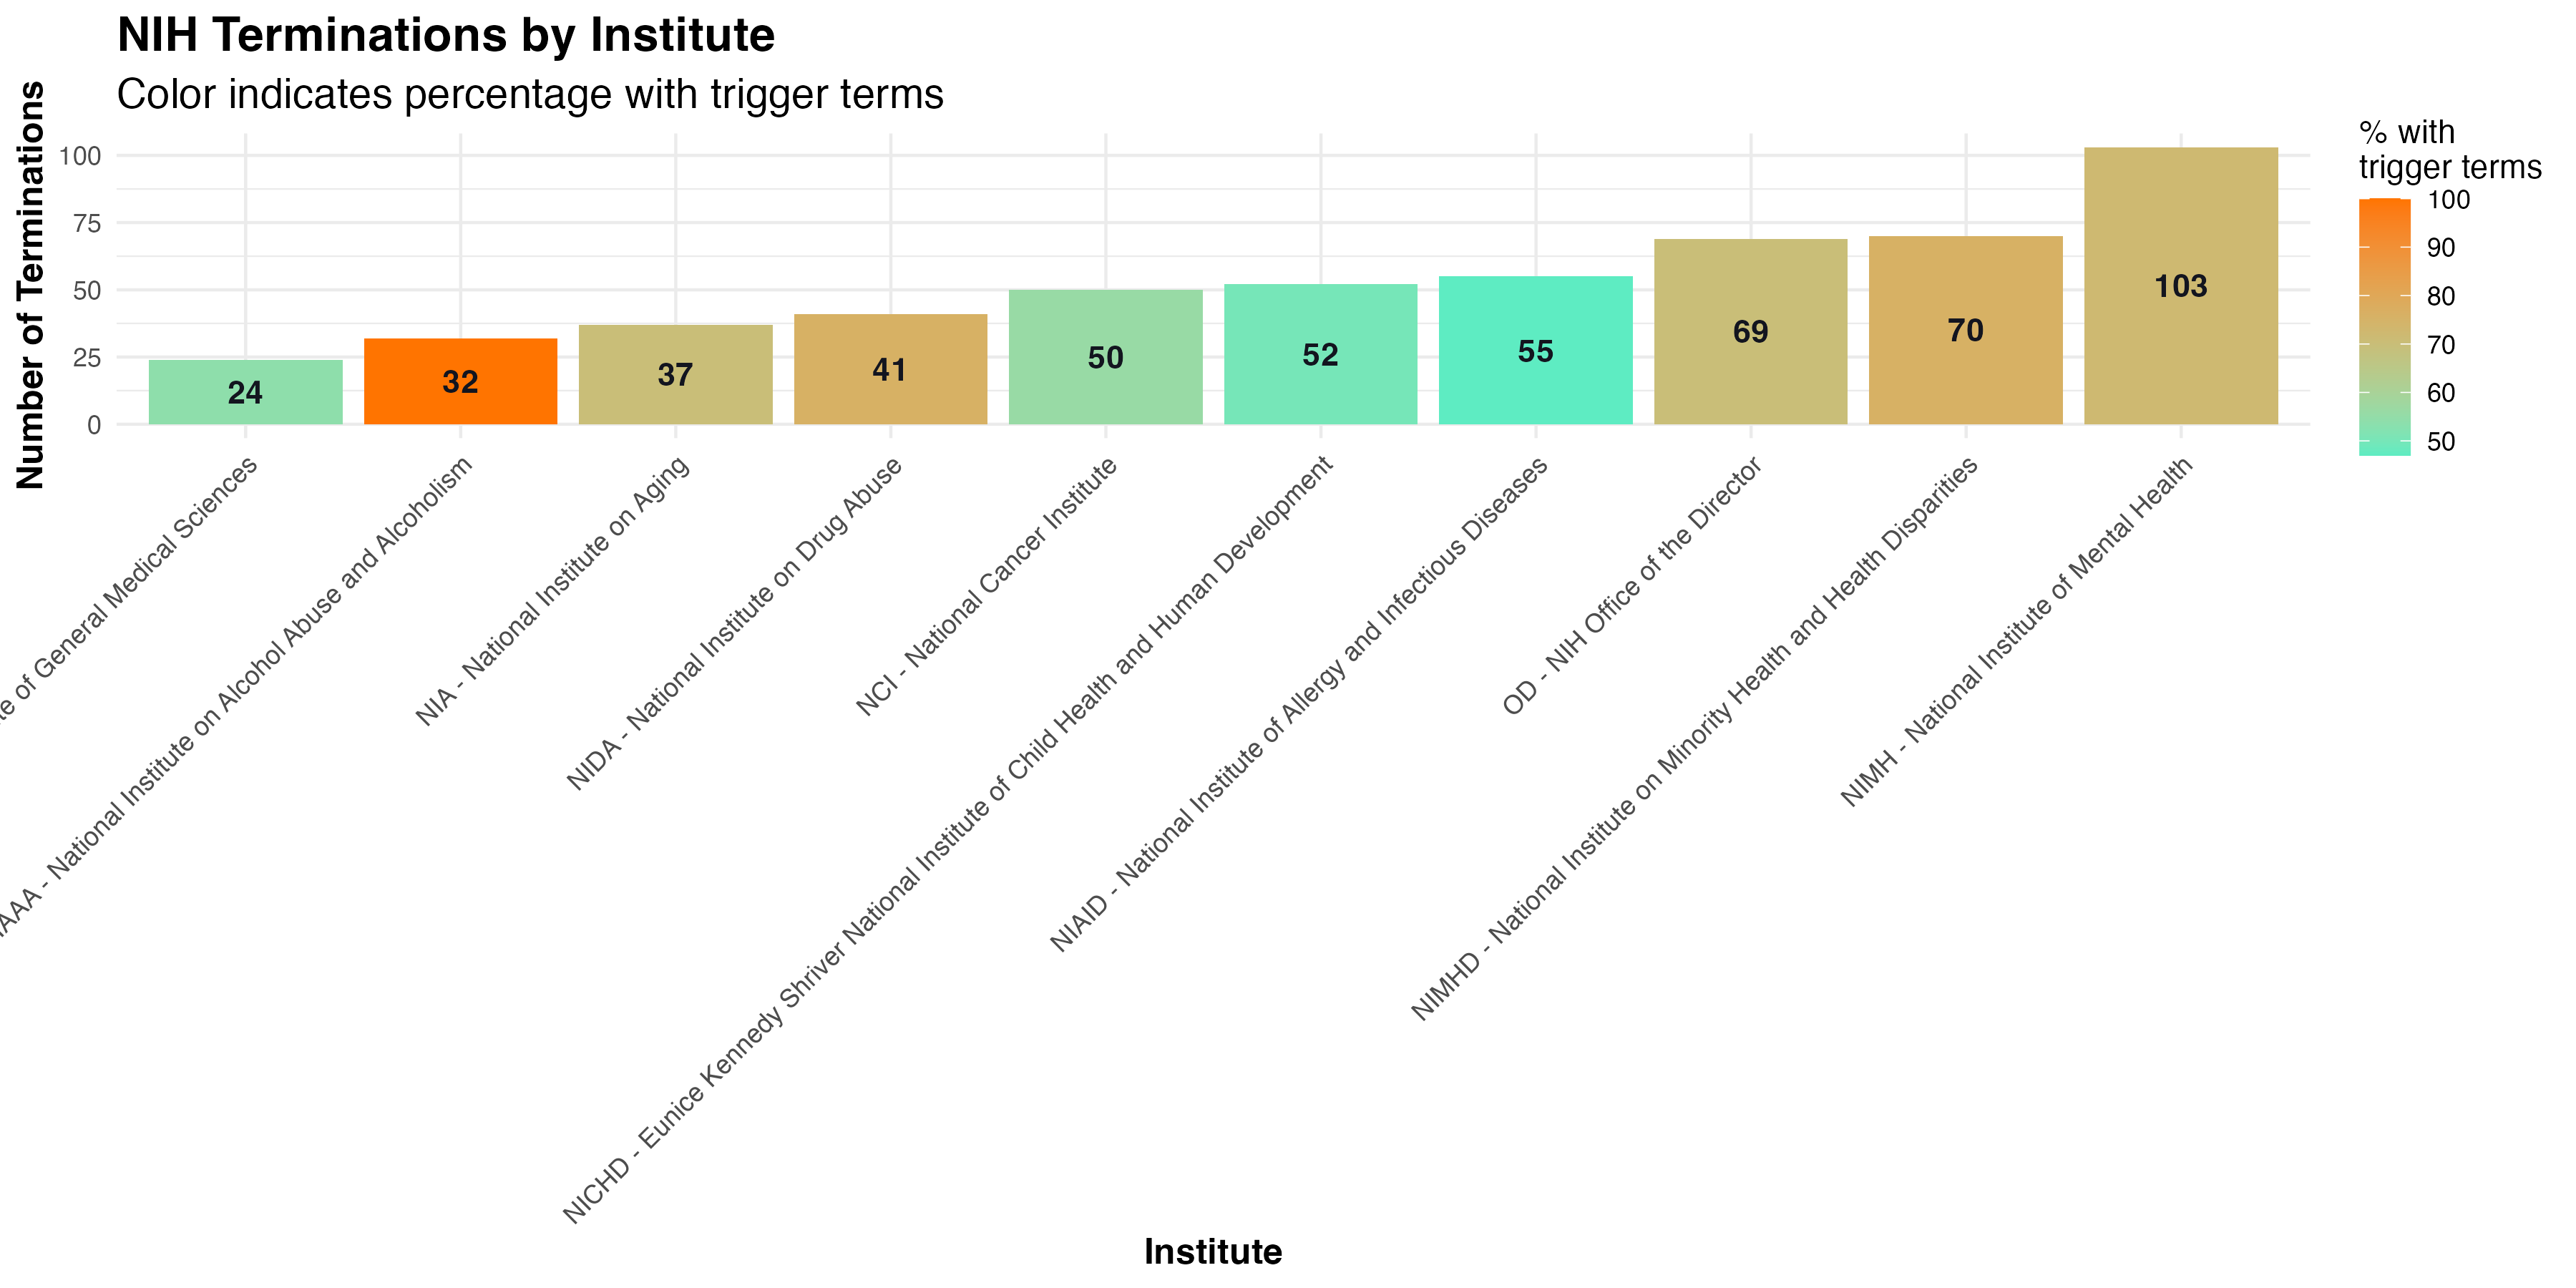 NIH Terminations by Institute
Color indicates percentage with trigger terms
Number of Terminations
100
75
50
25
0
24
32
37
41
50
52
55
69
70
103
% with
trigger terms
100
90
80
70
60
50
of General Medical Sciences
National Institute on Alcohol Abuse and Alcoholism
NIA - National Institute on Aging
NIDA - National Institute on Drug Abuse
NCI - National Cancer Institute
NICHD - Eunice Kennedy Shriver National Institute of Child Health and Human Development
NIAID - National Institute of Allergy and Infectious Diseases
OD - NIH Office of the Director
NIMHD - National Institute on Minority Health and Health Disparities
NIMH - National Institute of Mental Health
Institute